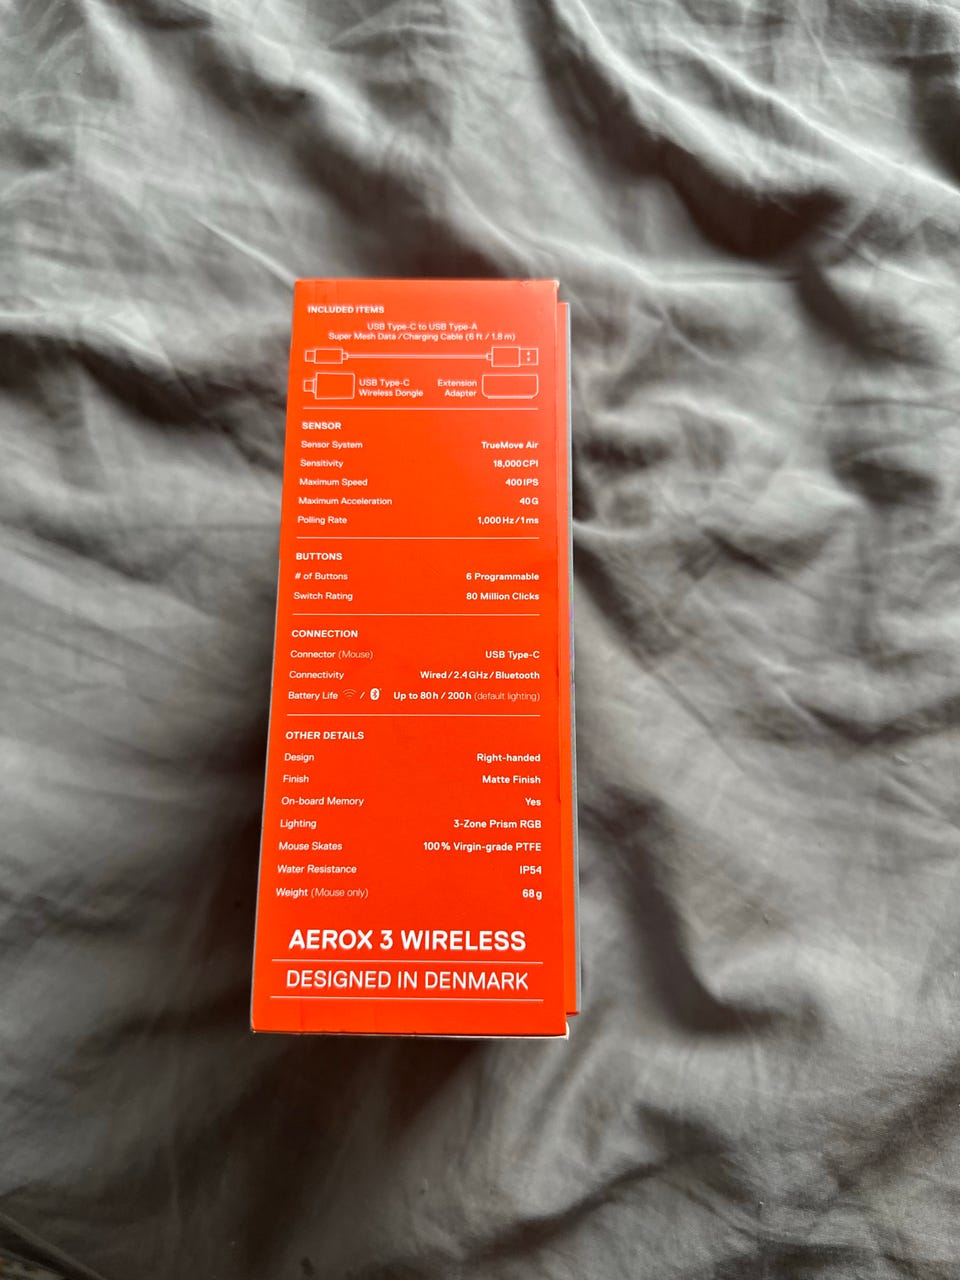 INCLUDED ITEMS
USB Type-C to USB Type-A
Super Mesh Data/Charging Cable (6 ft / 1.8 m)
USB Type-C Wireless Dongle
Extension Adapter
SENSOR
Sensor System TrueMove Air
Sensitivity 18,000 CPI
Maximum Speed 400 IPS
Maximum Acceleration 40 G
Polling Rate 1,000 Hz / 1 ms
BUTTONS
# of Buttons 6 Programmable
Switch Rating 80 Million Clicks
CONNECTION
Connector (Mouse) USB Type-C
Connectivity Wired / 2.4 GHz / Bluetooth
Battery Life / Up to 80 h / 200 h (default lighting)
OTHER DETAILS
Design Right-handed
Finish Matte Finish
On-board Memory Yes
Lighting 3-Zone Prism RGB
Mouse Skates 100 % Virgin-grade PTFE
Water Resistance IP54
Weight (Mouse only) 68 g
AEROX 3 WIRELESS
DESIGNED IN DENMARK